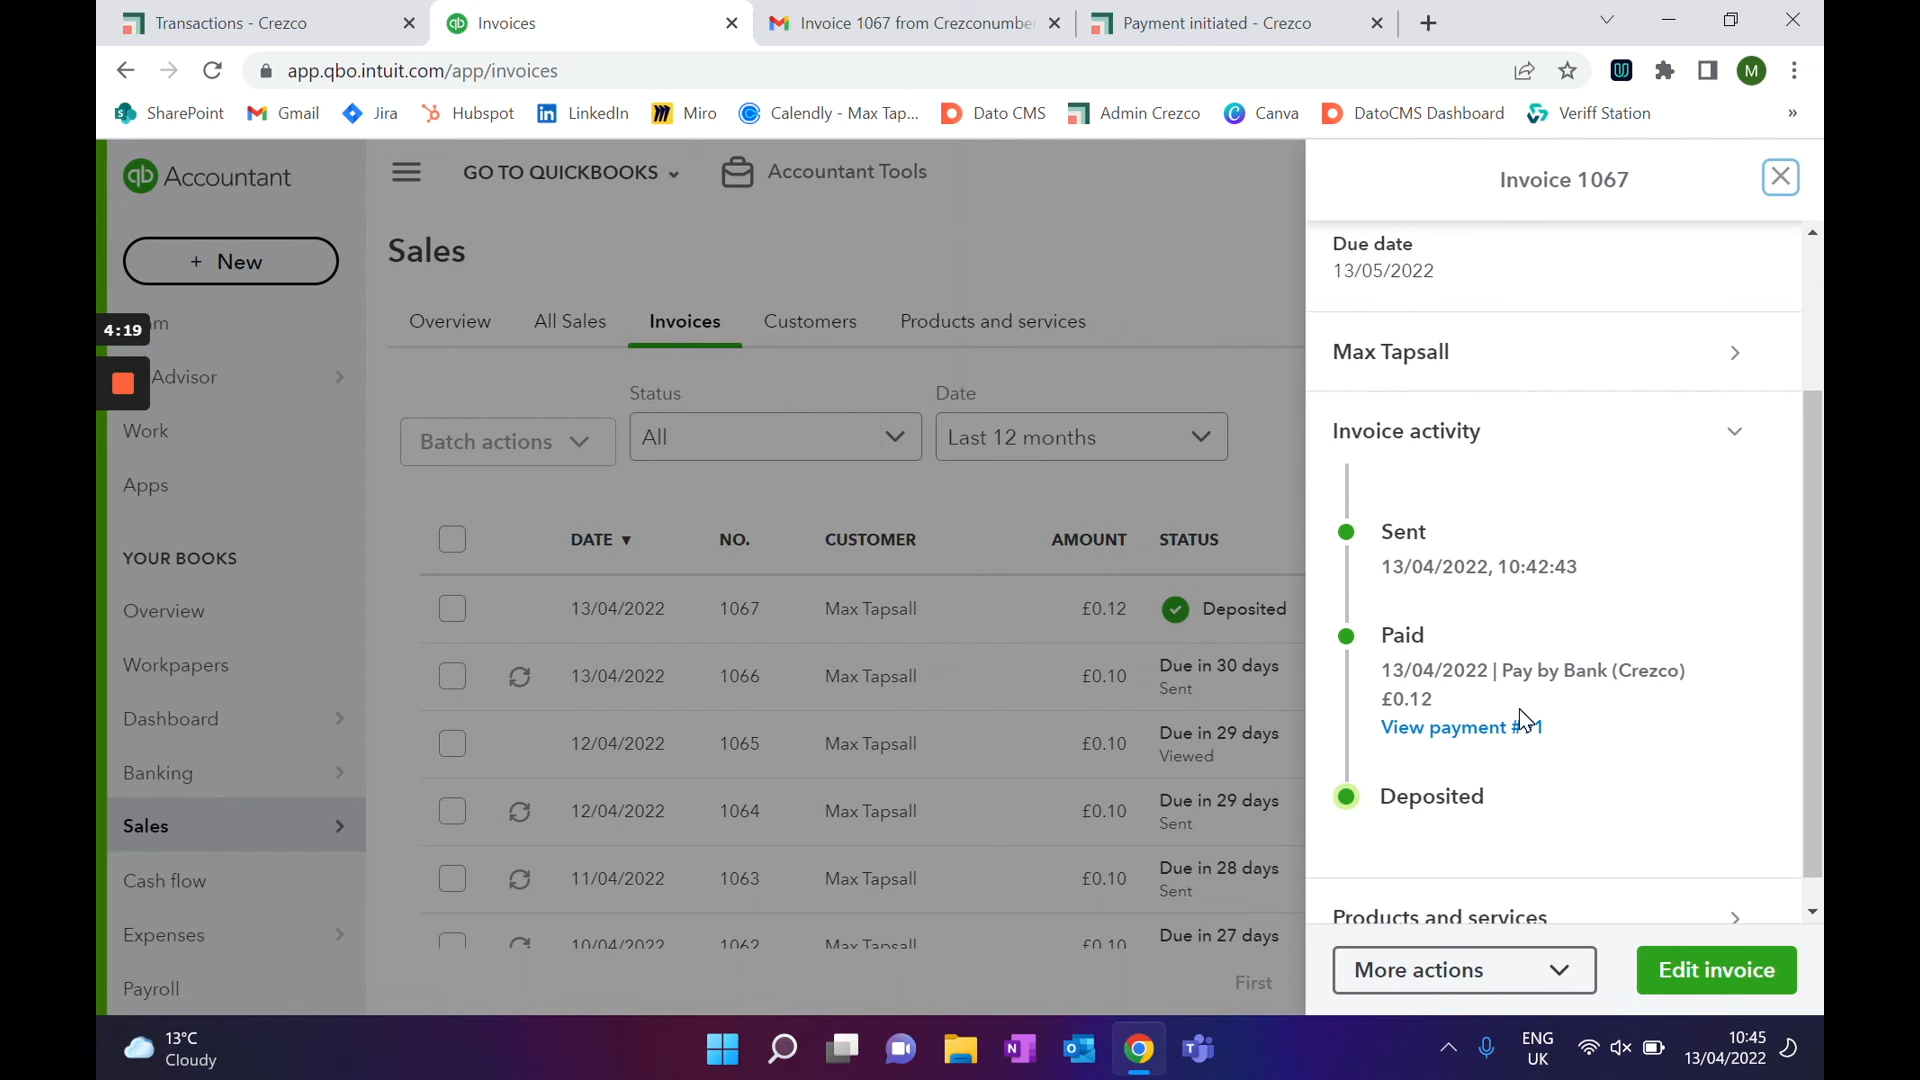 Transactions - Crezco
Invoices
Invoice 1067 from Crezconumbe
Payment initiated - Crezco
app.qbo.intuit.com/app/invoices
M
SharePoint
Gmail
Jira
Hubspot
LinkedIn
Miro
Calendly - Max Tap...
Dato CMS
Admin Crezco
Canva
DatoCMS Dashboard
Veriff Station
»
qb Accountant
GO TO QUICKBOOKS
Accountant Tools
Invoice 1067
+ New
Sales
Due date
13/05/2022
4:19
Overview
All Sales
Invoices
Customers
Products and services
Max Tapsall
Advisor
Status
Date
Work
Batch actions
All
Last 12 months
Invoice activity
Apps
DATE ▼
NO.
CUSTOMER
AMOUNT
STATUS
Sent
13/04/2022, 10:42:43
YOUR BOOKS
Overview
13/04/2022
1067
Max Tapsall
£0.12
Deposited
Paid
13/04/2022 | Pay by Bank (Crezco)
£0.12
View payment #
1
Workpapers
13/04/2022
1066
Max Tapsall
£0.10
Due in 30 days
Sent
Dashboard
12/04/2022
1065
Max Tapsall
£0.10
Due in 29 days
Viewed
Banking
Deposited
Sales
12/04/2022
1064
Max Tapsall
£0.10
Due in 29 days
Sent
Cash flow
11/04/2022
1063
Max Tapsall
£0.10
Due in 28 days
Sent
Products and services
Expenses
10/04/2022
1062
Max Tapsall
£0.10
Due in 27 days
More actions
Edit invoice
Payroll
First
13°C
Cloudy
ENG
UK
10:45
13/04/2022